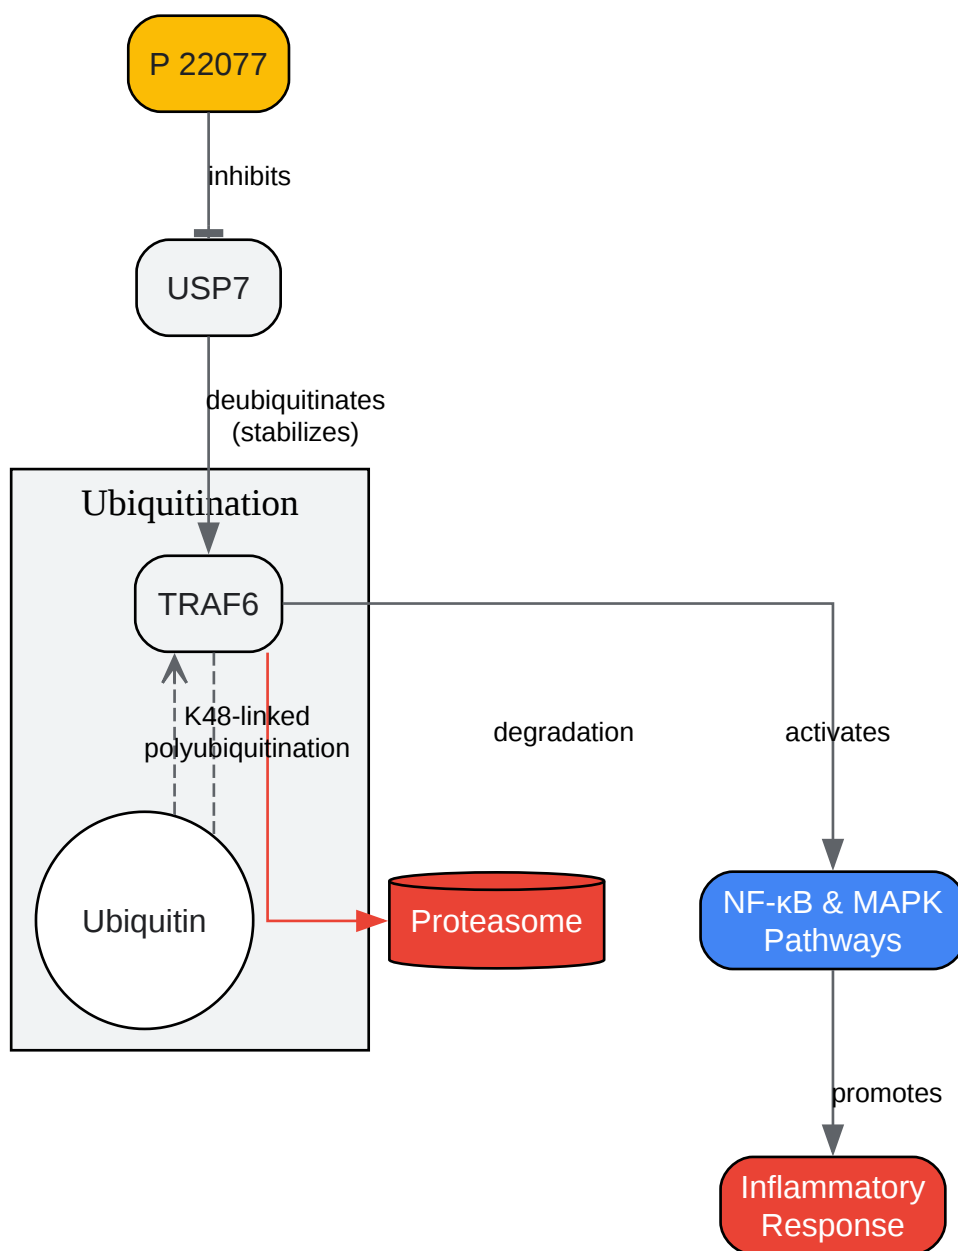 P 22077
inhibits
USP7
deubiquitinates
(stabilizes)
Ubiquitination
TRAF6
K48-linked
polyubiquitination
degradation
activates
Ubiquitin
Proteasome
NF-κB & MAPK
Pathways
promotes
Inflammatory
Response